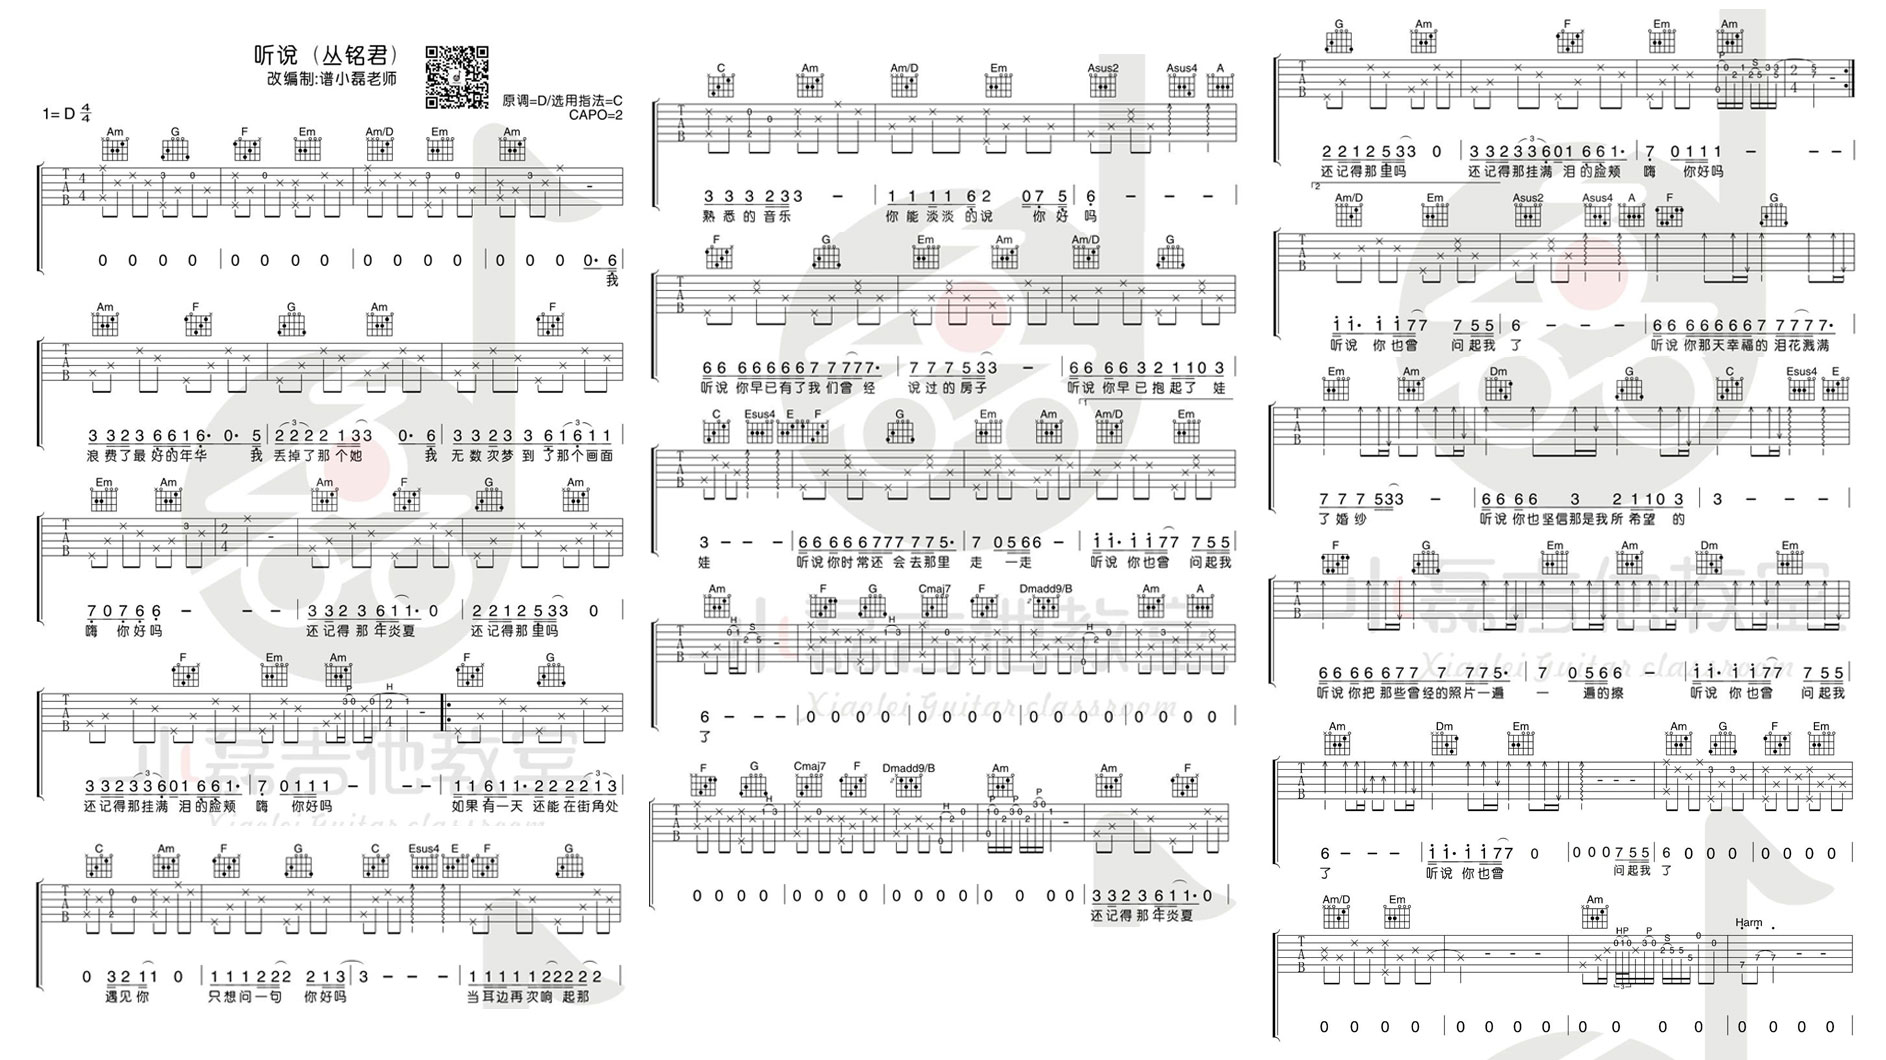 听说（丛铭君）
改编制:谱小磊老师
原调=D/选用指法=C
CAPO=2
1= D 4/4
Am G F Em Am/D Em Am
0 0 0 0 0 0 0 0 0 0 0 0 0 0 0 0· 6
我
Am F G Am F
3 3 2 3 6 6 1 6· 0· 5 2 2 2 2 1 3 3 0· 6 3 3 2 3 3 6 1 6 1 1
浪费了最好的年华 我 丢掉了那个她 我 无数次梦到了那个画面
Em Am Am F G Am
7 0 7 6 6 - - - 3 3 2 3 6 1 1· 0 2 2 1 2 5 3 3 0
嗨 你好吗 还记得那年炎夏 还记得那里吗
F Em Am F G
3 3 2 3 3 6 0 1 6 6 1· 7 0 1 1 1 - - - 1 1 1 1 1· 2 2 2 2 1 3
还记得那挂满 泪的脸颊 嗨 你好吗 如果有一天 还能在街角处
C Am F G C Esus4 E F G
0 3 2 1 1 0 1 1 1 2 2 2 2 1 3 3 - - - 1 1 1 1 1 1 2 2 2 2 2
遇见你 只想问一句 你好吗 当耳边再次响起那
C Am Am/D Em Asus2 Asus4 A
3 3 3 3 2 3 3 - 1 1 1 1 6 2 0 7 5 6 - - -
熟悉的音乐 你能淡淡的说 你好吗
F G Em Am Am/D G
6 6 6 6 6 6 7 7 7 7 7· 7 7 7 5 3 3 - 6 6 6 6 3 2 1 1 0 3
听说 你早已有了我们曾经 说过的房子 听说 你早已抱起了 娃
C Esus4 E F G Em Am Am/D Em
3 - - - 6 6 6 6 6 7 7 7 7 7 5· 7 0 5 6 6 - 1 1· 1 1 7 7 7 5 5
娃 听说你时常还会去那里 走 一走 听说 你也曾 问起我
Am F G Cmaj7 F Dmadd9/B Am A
6 - - - 0 0 0 0 0 0 0 0 0 0 0 0 0 0 0 0
了
F G Cmaj7 F Dmadd9/B Am Am F
0 0 0 0 0 0 0 0 0 0 0 0 0 0 0 0 3 3 2 3 6 1 1· 0
还记得那年炎夏
G Am F Em Am
2 2 1 2 5 3 3 0 3 3 2 3 3 6 0 1 6 6 1· 7 0 1 1 1 - - -
还记得那里吗 还记得那挂满 泪的脸颊 嗨 你好吗
Am/D Em Asus2 Asus4 A F G
1 1· 1 1 7 7 7 5 5 6 - - - 6 6 6 6 6 6 6 7 7 7 7 7·
听说 你也曾 问起我 了 听说你那天幸福的泪花溅满
Em Am Dm G C Esus4 E
7 7 7 5 3 3 - 6 6 6 6 3 2 1 1 0 3 3 - - -
了婚纱 听说你也坚信那是我所希望 的
F G Em Am Dm Em
6 6 6 6 6 7 7 7 7 7 5· 7 0 5 6 6 - 1 1· 1 1 7 7 7 5 5
听说你把那些曾经的照片一遍 一 遍的擦 听说 你也曾 问起我
Am Dm Em Am G F Em
6 - - - 1 1· 1 1 7 7 0 0 0 0 7 5 5 6 0 0 0 0 0 0 0
了 听说 你也曾 问起我 了
Am/D Em Am Harm
0 0 0 0 0 0 0 0 0 0 0 0 0 0 0 0
小磊吉他教室
Xiaolei Guitar classroom